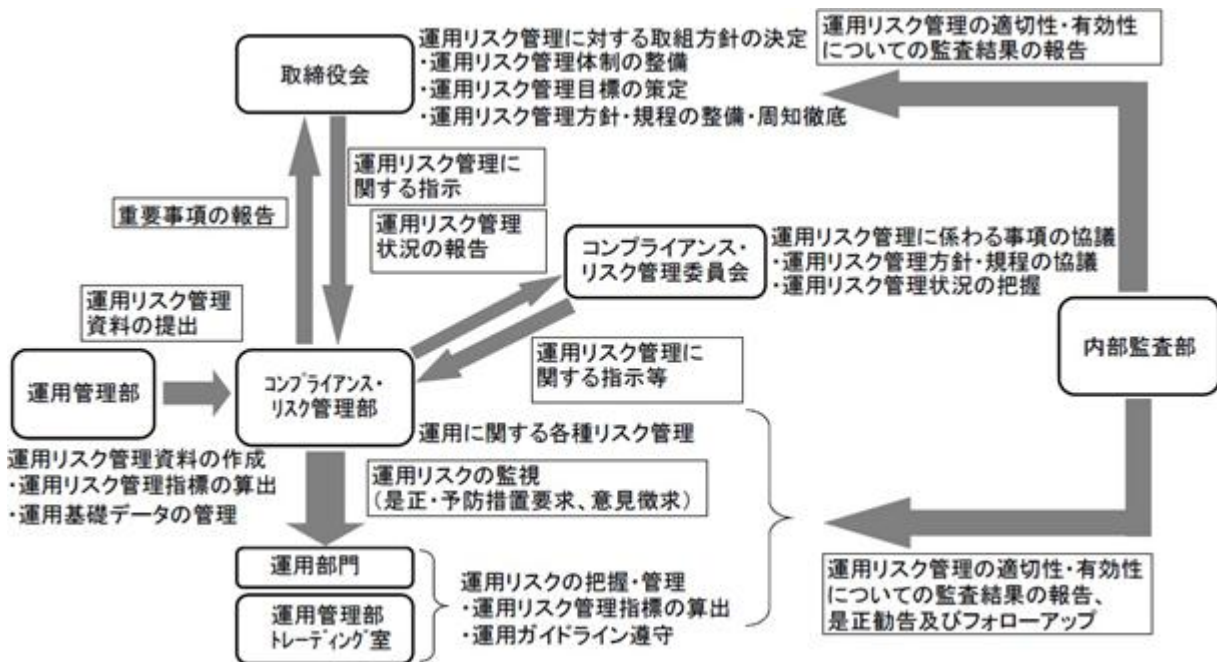 取締役会
運用リスク管理に対する取組方針の決定
・運用リスク管理体制の整備
・運用リスク管理目標の策定
・運用リスク管理方針・規程の整備・周知徹底
運用リスク管理の適切性・有効性
についての監査結果の報告
重要事項の報告
運用リスク管理に
関する指示
運用リスク管理
状況の報告
コンプライアンス・
リスク管理委員会
運用リスク管理に係わる事項の協議
・運用リスク管理方針・規程の協議
・運用リスク管理状況の把握
内部監査部
運用リスク管理
資料の提出
運用管理部
コンプライアンス・
リスク管理部
運用リスク管理に
関する指示等
運用に関する各種リスク管理
運用リスク管理資料の作成
・運用リスク管理指標の算出
・運用基礎データの管理
運用リスクの監視
(是正・予防措置要求、意見徴求)
運用部門
運用管理部
トレーディング室
運用リスクの把握・管理
・運用リスク管理指標の算出
・運用ガイドライン遵守
運用リスク管理の適切性・有効性
についての監査結果の報告、
是正勧告及びフォローアップ